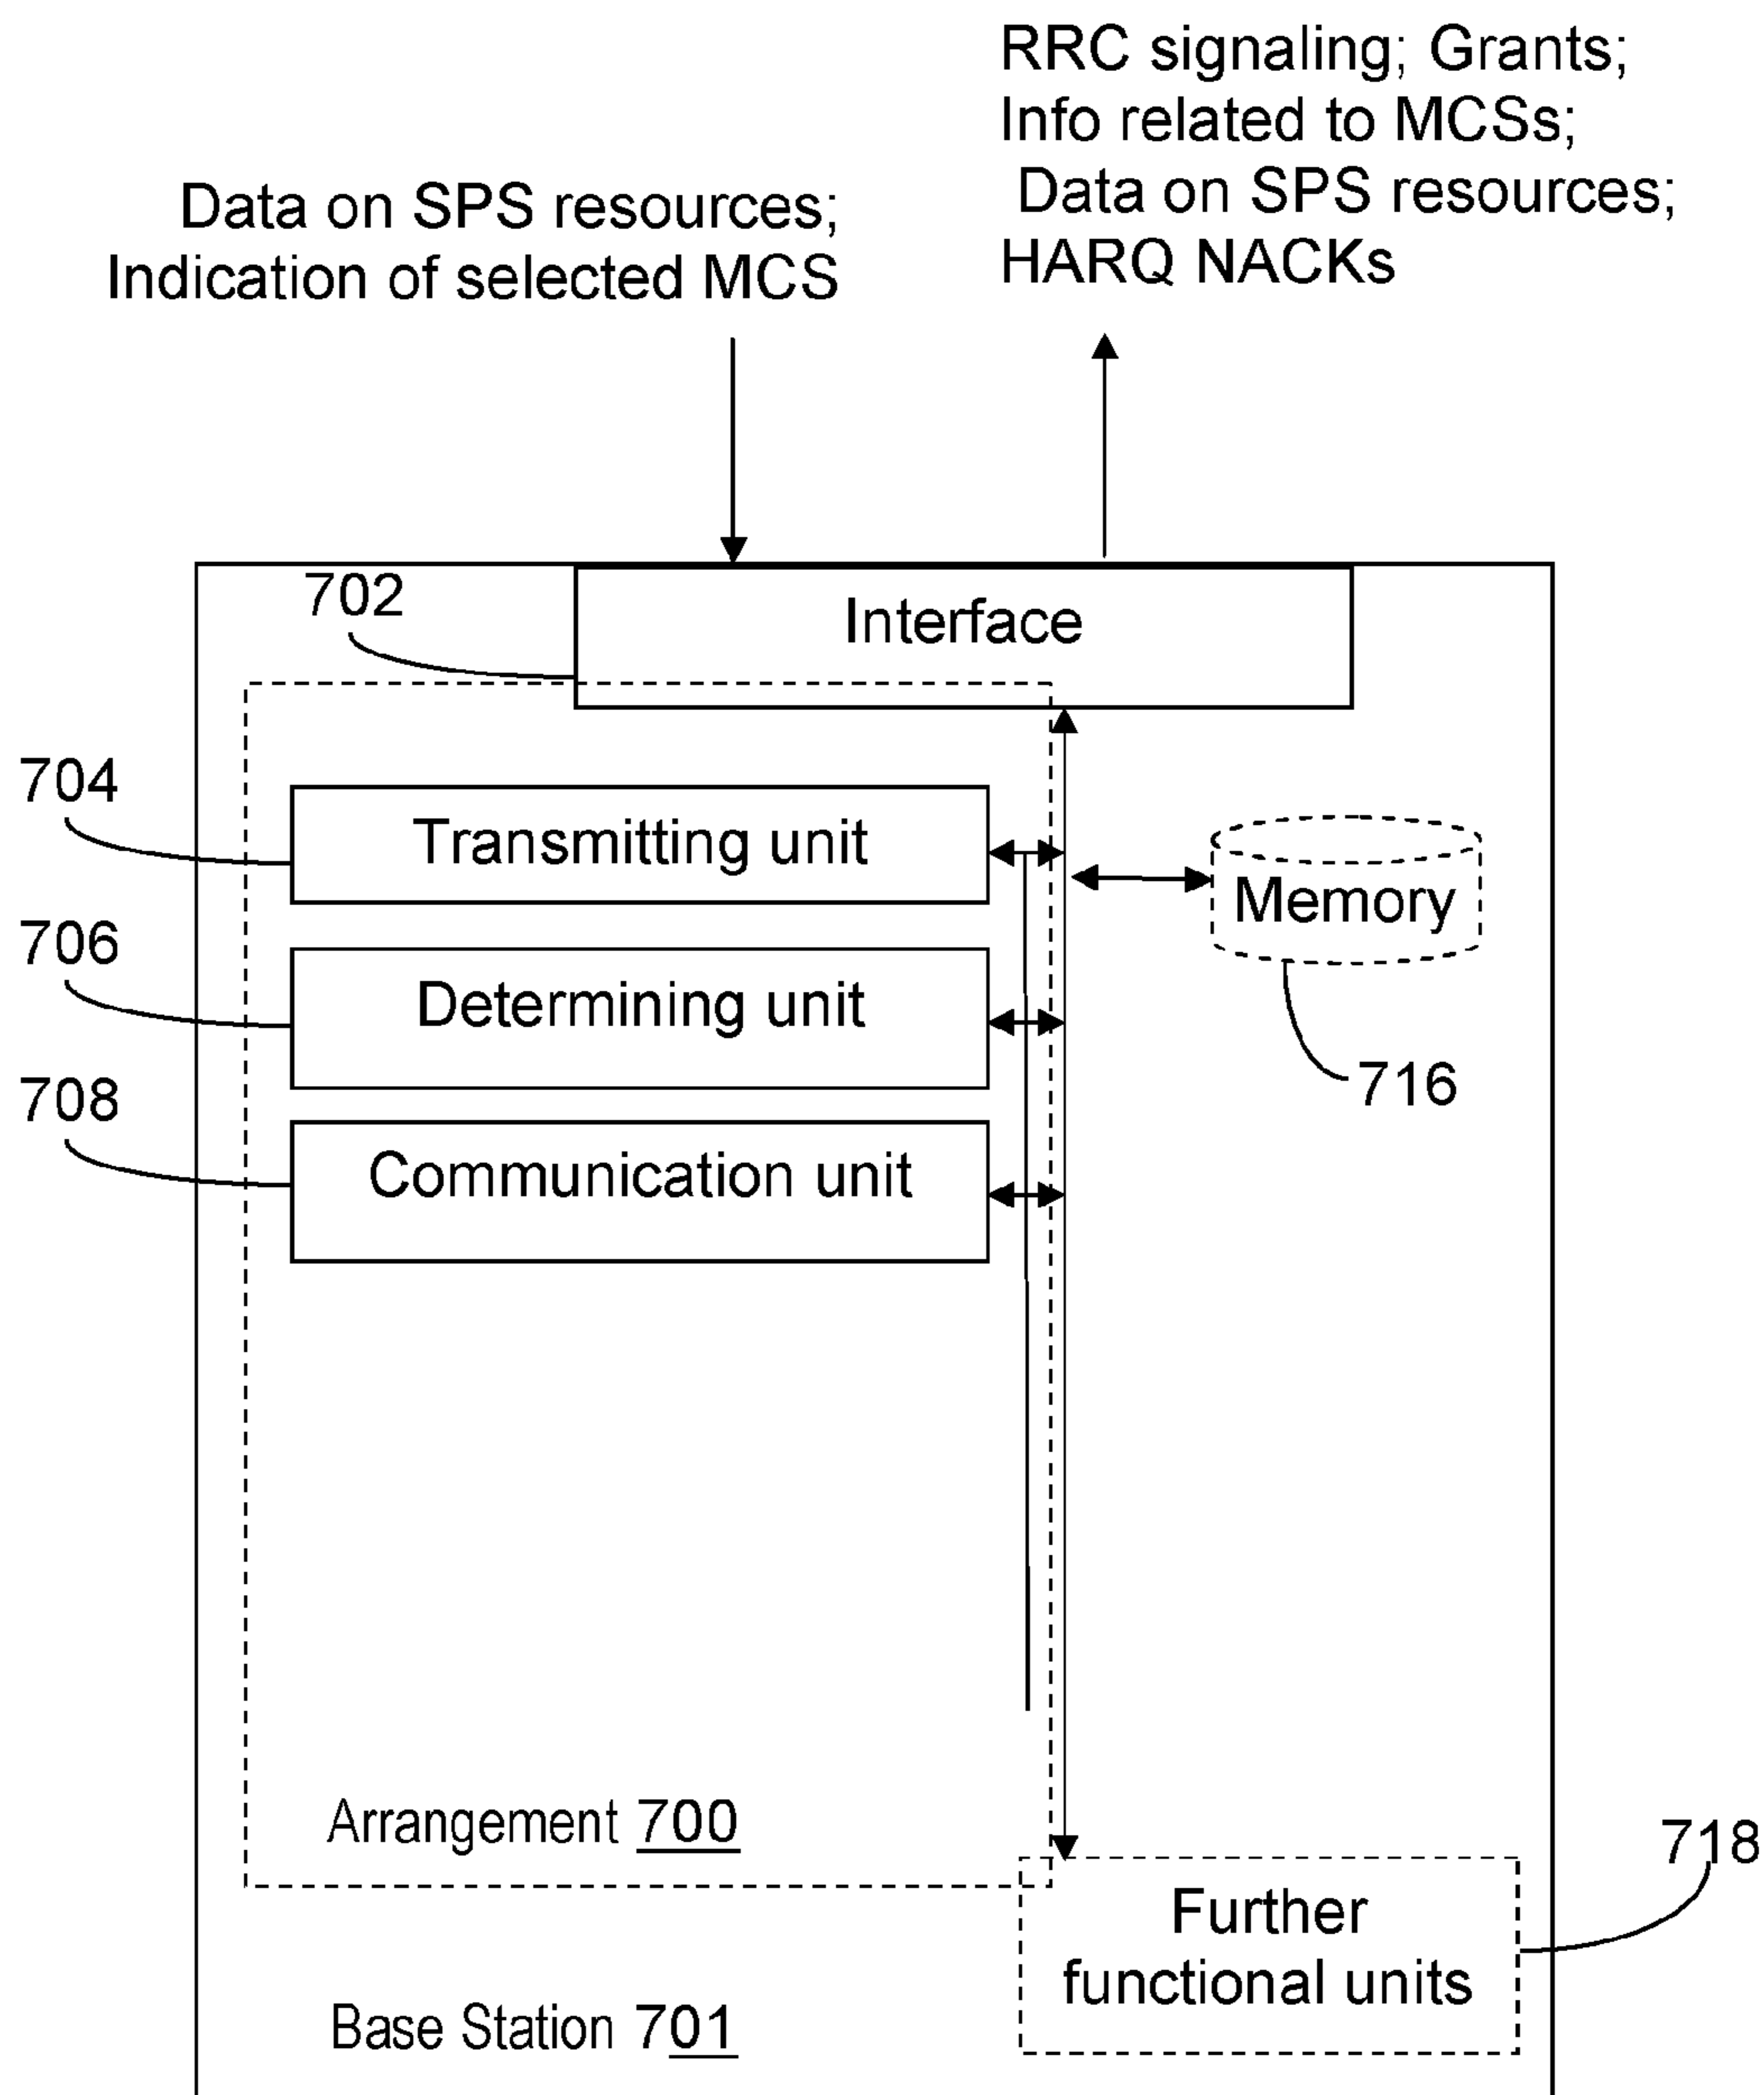 RRC signaling; Grants;
Info related to MCSs;
Data on SPS resources;
HARQ NACKs
Data on SPS resources;
Indication of selected MCS
702
Interface
704
Transmitting unit
Memory
706
Determining unit
716
708
Communication unit
Arrangement 700
718
Further
functional units
Base Station 701